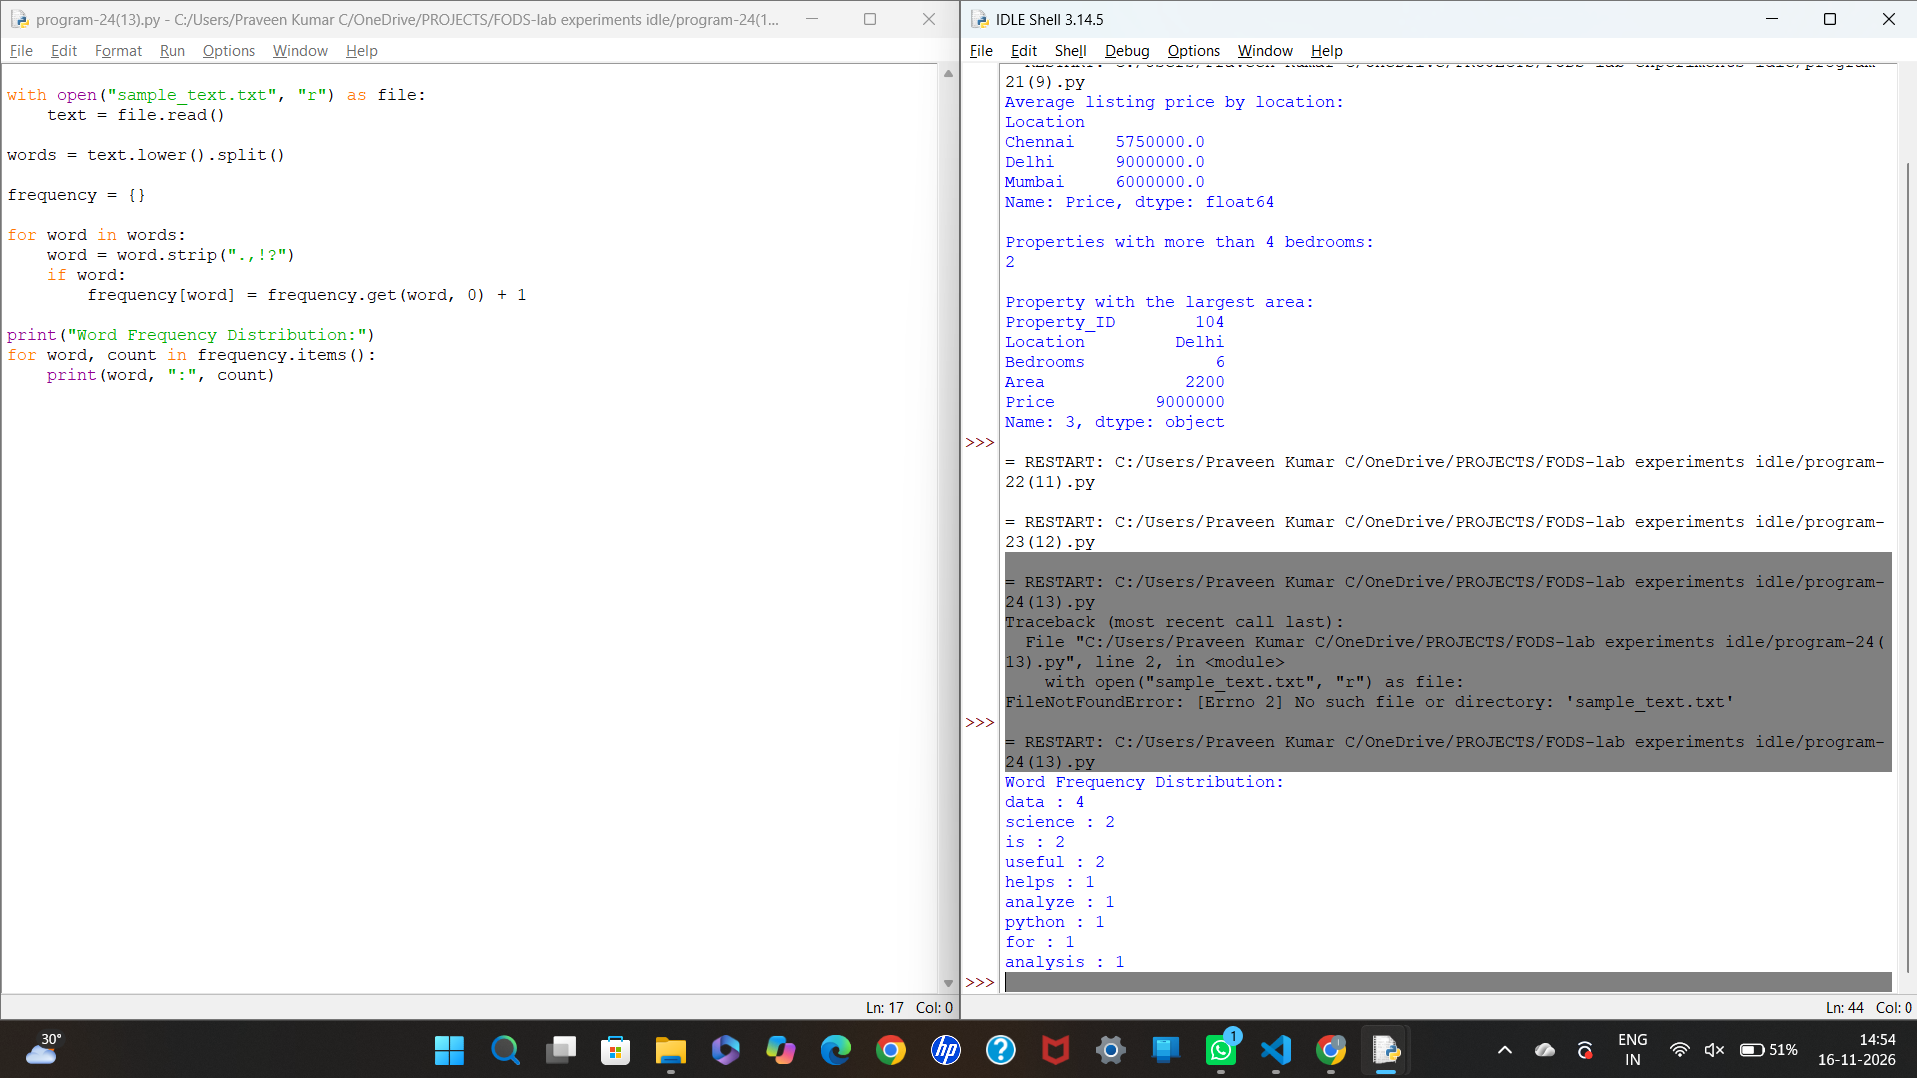 program-24(13).py - C:/Users/Praveen Kumar C/OneDrive/PROJECTS/FODS-lab experiments idle/program-24(1...
File Edit Format Run Options Window Help
with open("sample_text.txt", "r") as file:
    text = file.read()
words = text.lower().split()
frequency = {}
for word in words:
    word = word.strip(".,!?")
    if word:
        frequency[word] = frequency.get(word, 0) + 1
print("Word Frequency Distribution:")
for word, count in frequency.items():
    print(word, ":", count)
Ln: 17 Col: 0
IDLE Shell 3.14.5
File Edit Shell Debug Options Window Help
= RESTART: C:/Users/Praveen Kumar C/OneDrive/PROJECTS/FODS-lab experiments idle/program-
21(9).py
Average listing price by location:
Location
Chennai    5750000.0
Delhi      9000000.0
Mumbai     6000000.0
Name: Price, dtype: float64
Properties with more than 4 bedrooms:
2
Property with the largest area:
Property_ID        104
Location         Delhi
Bedrooms             6
Area              2200
Price          9000000
Name: 3, dtype: object
>>>
= RESTART: C:/Users/Praveen Kumar C/OneDrive/PROJECTS/FODS-lab experiments idle/program-
22(11).py
= RESTART: C:/Users/Praveen Kumar C/OneDrive/PROJECTS/FODS-lab experiments idle/program-
23(12).py
= RESTART: C:/Users/Praveen Kumar C/OneDrive/PROJECTS/FODS-lab experiments idle/program-
24(13).py
Traceback (most recent call last):
  File "C:/Users/Praveen Kumar C/OneDrive/PROJECTS/FODS-lab experiments idle/program-24(
13).py", line 2, in <module>
    with open("sample_text.txt", "r") as file:
FileNotFoundError: [Errno 2] No such file or directory: 'sample_text.txt'
>>>
= RESTART: C:/Users/Praveen Kumar C/OneDrive/PROJECTS/FODS-lab experiments idle/program-
24(13).py
Word Frequency Distribution:
data : 4
science : 2
is : 2
useful : 2
helps : 1
analyze : 1
python : 1
for : 1
analysis : 1
>>>
Ln: 44 Col: 0
30°
hp
?
1
ENG
IN
51%
14:54
16-11-2026